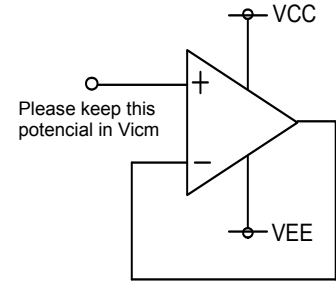 VCC
+
Please keep this
potencial in Vicm
−
VEE